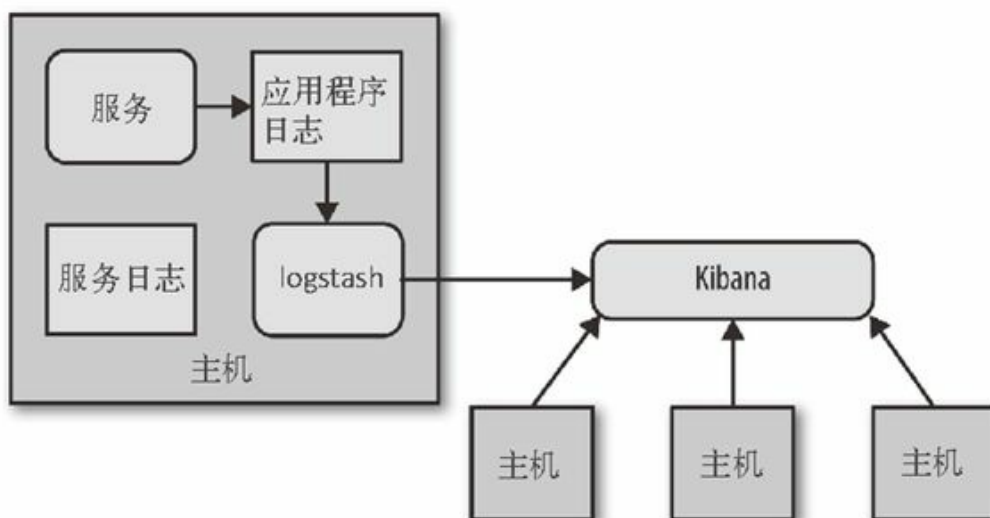 服务
应用程序
日志
服务日志
logstash
主机
Kibana
主机
主机
主机